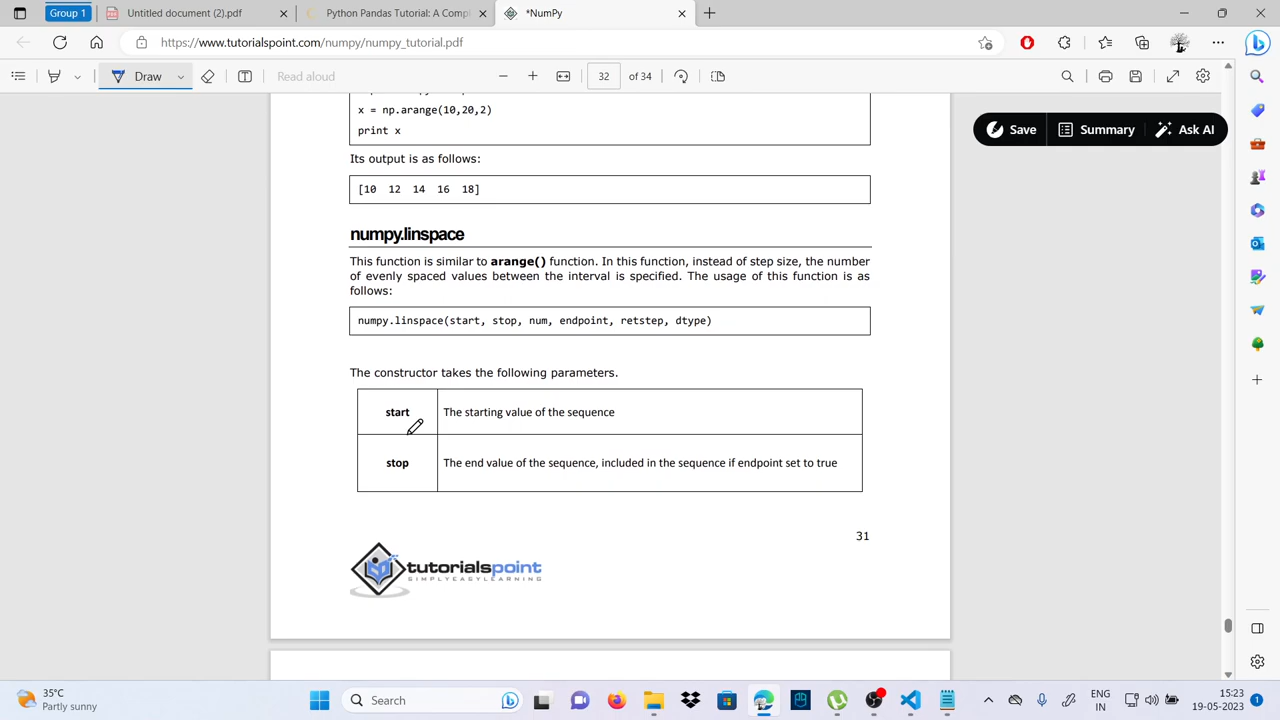 Group 1
Untitled document (2).pdf
Python Pandas Tutorial: A Compl
*NumPy
https://www.tutorialspoint.com/numpy/numpy_tutorial.pdf
Draw
Read aloud
32 of 34
Save
Summary
Ask AI
x = np.arange(10,20,2)
print x
Its output is as follows:
[10 12 14 16 18]
numpy.linspace
This function is similar to arange() function. In this function, instead of step size, the number
of evenly spaced values between the interval is specified. The usage of this function is as
follows:
numpy.linspace(start, stop, num, endpoint, retstep, dtype)
The constructor takes the following parameters.
start The starting value of the sequence
stop The end value of the sequence, included in the sequence if endpoint set to true
31
tutorialspoint
SIMPLYEASYLEARNING
35°C
Partly sunny
Search
ENG
IN
15:23
19-05-2023
1